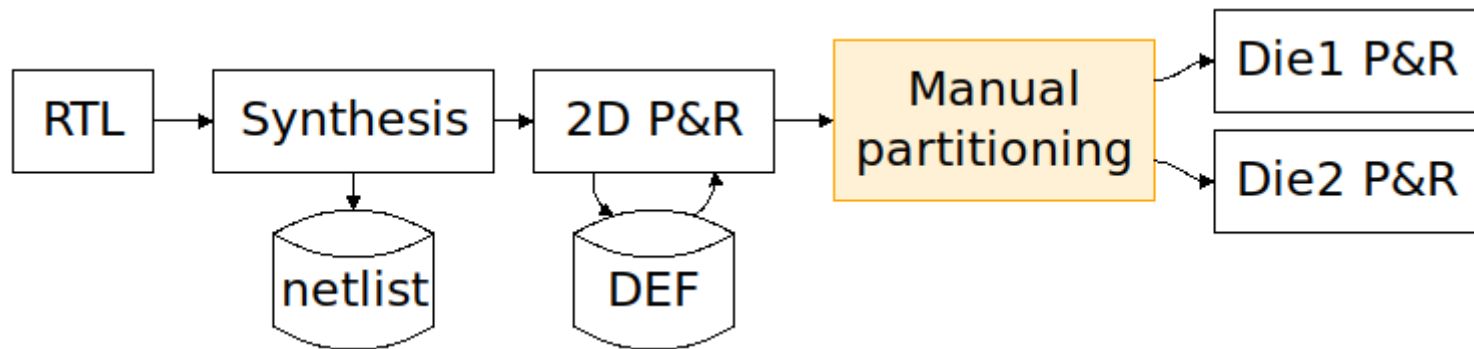 RTL
Synthesis
2D P&R
Manual
partitioning
Die1 P&R
Die2 P&R
netlist
DEF